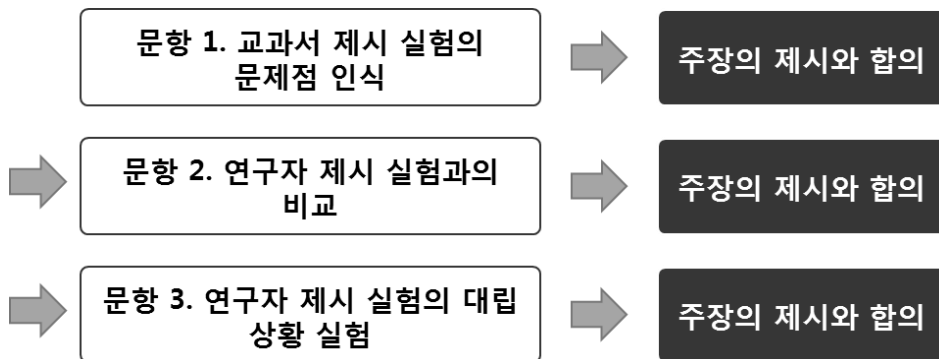 문항 1. 교과서 제시 실험의
문제점 인식
주장의 제시와 합의
문항 2. 연구자 제시 실험과의
비교
주장의 제시와 합의
문항 3. 연구자 제시 실험의 대립
상황 실험
주장의 제시와 합의